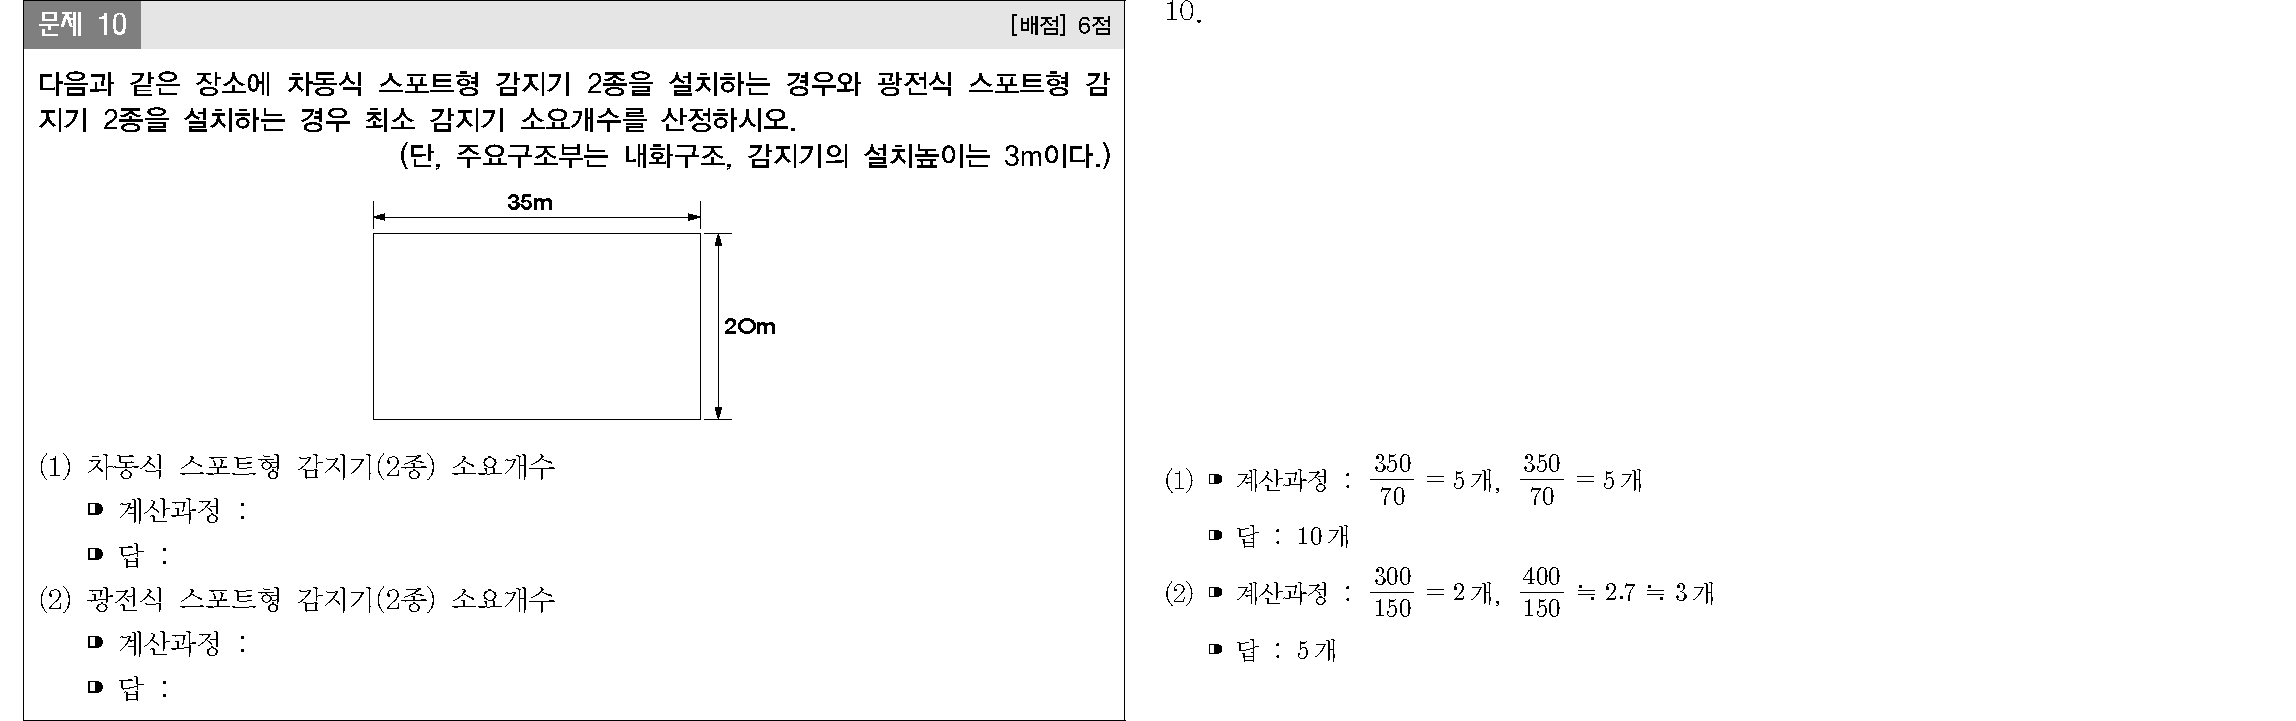 문제 10
[배점] 6점
다음과 같은 장소에 차동식 스포트형 감지기 2종을 설치하는 경우와 광전식 스포트형 감
지기 2종을 설치하는 경우 최소 감지기 소요개수를 산정하시오.
(단, 주요구조부는 내화구조, 감지기의 설치높이는 3m이다.)
35m
20m
(1) 차동식 스포트형 감지기(2종) 소요개수
계산과정 :
답 :
(2) 광전식 스포트형 감지기(2종) 소요개수
계산과정 :
답 :
10.
(1) 계산과정 : 350/70 = 5개, 350/70 = 5개
답 : 10개
(2) 계산과정 : 300/150 = 2개, 400/150 ≒ 2.7 ≒ 3개
답 : 5개